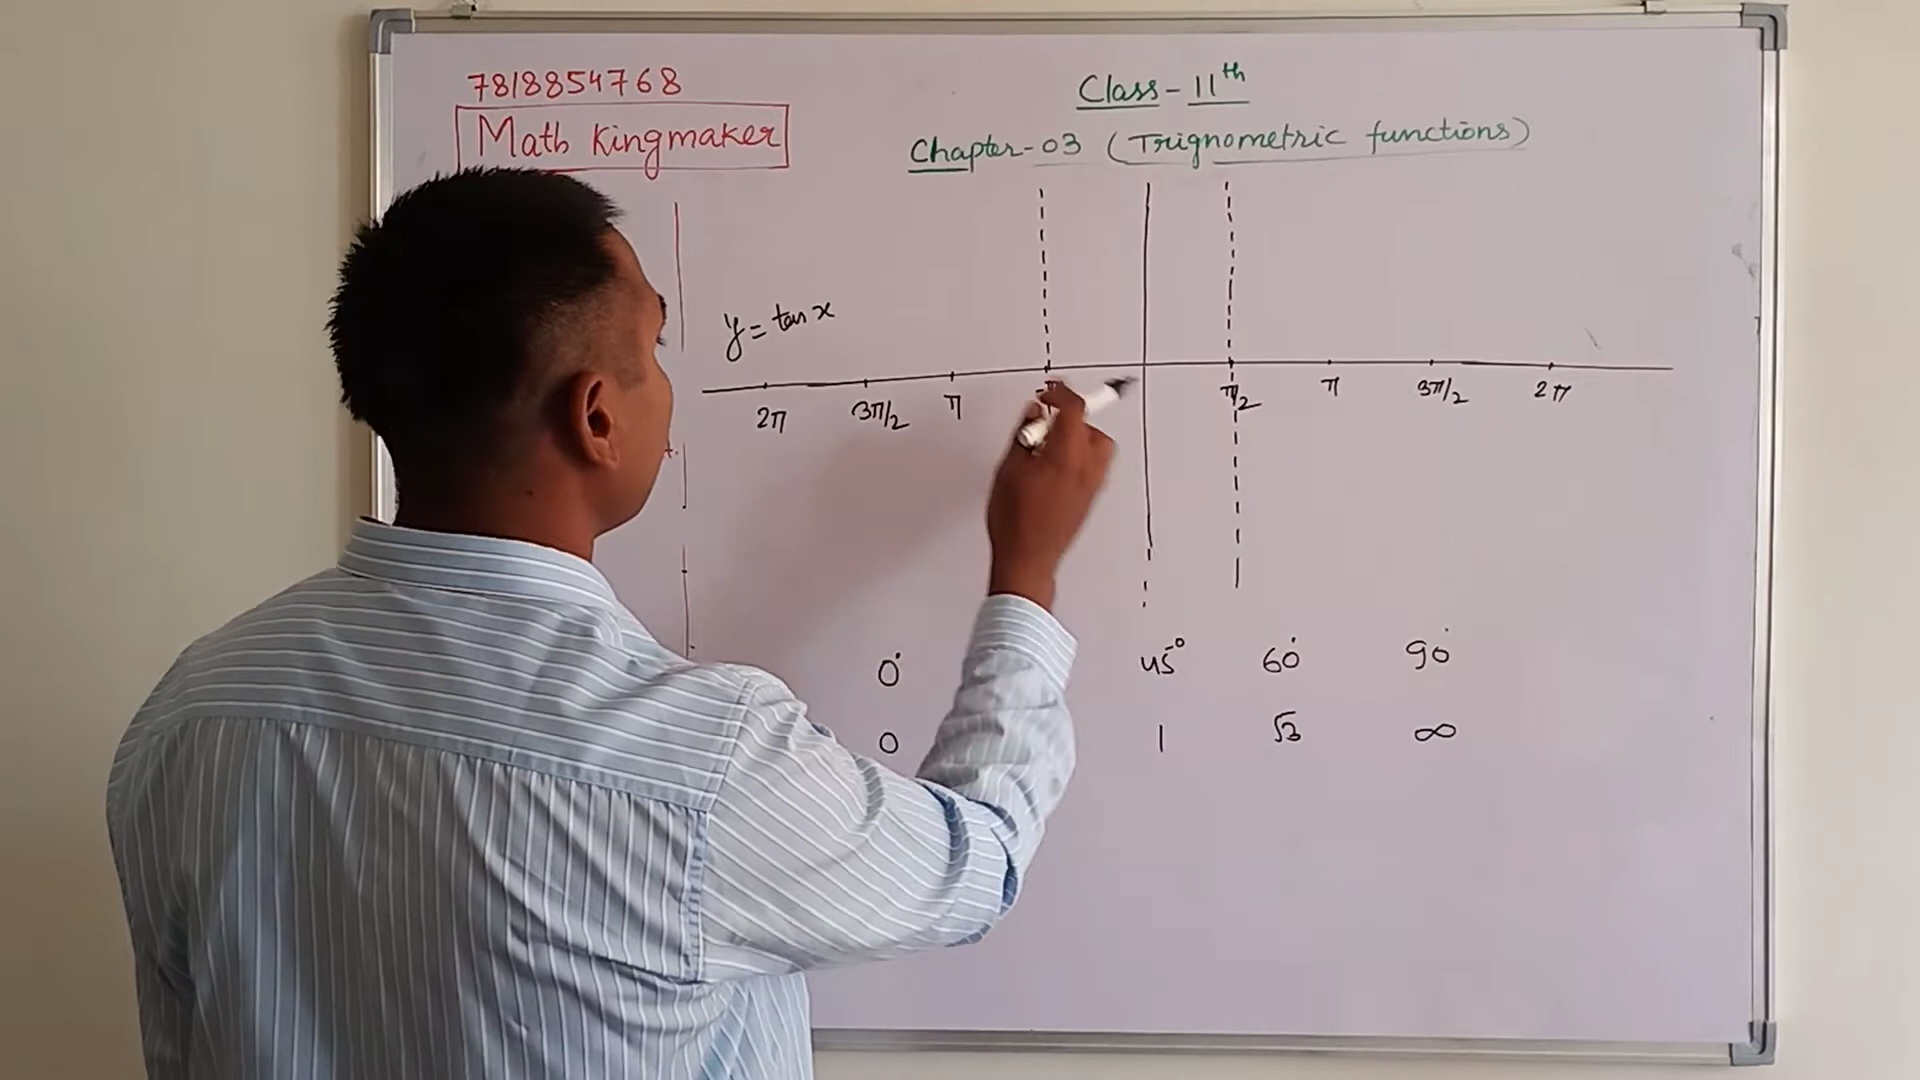 7818854768
Math Kingmaker
Class - 11th
Chapter-03 (Trignometric functions)
y = tan x
2π 3π/2 π π/2 π 3π/2 2π
0° 45° 60° 90°
0 1 √3 ∞